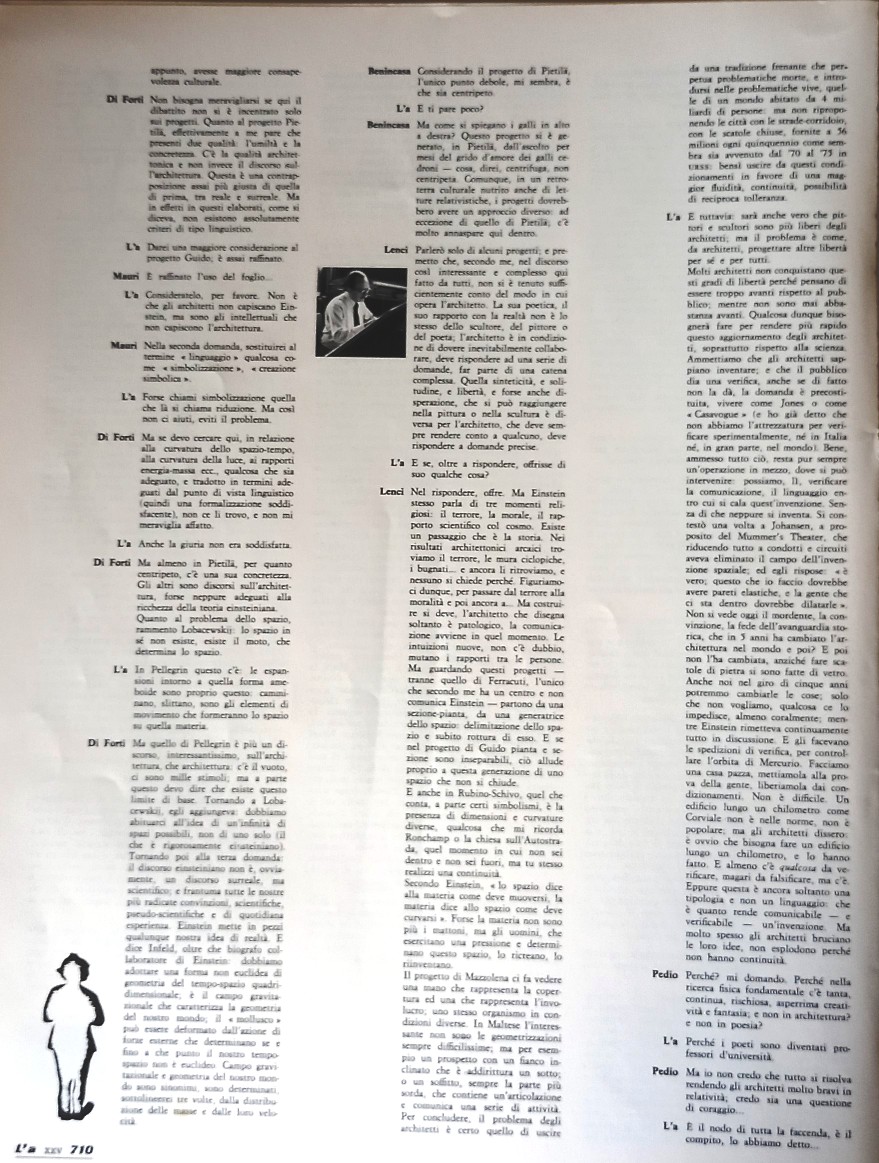 appunto, avesse maggiore consape-
volezza culturale.
Di Forti Non bisogna meravigliarsi se qui il
dibattito non si è incentrato solo
sui progetti. Quanto al progetto Pie-
tilä, effettivamente a me pare che
presenti due qualità: l'umiltà e la
concretezza. C'è la qualità architet-
tonica e non invece il discorso sul-
l'architettura. Questa è una contrap-
posizione assai più giusta di quella
di prima, tra reale e surreale. Ma
in effetti in questi elaborati, come si
diceva, non esistono assolutamente
criteri di tipo linguistico.
L'a Darei una maggiore considerazione al
progetto Guido; è assai raffinato.
Mauri È raffinato l'uso del foglio...
L'a Consideratelo, per favore. Non è
che gli architetti non capiscano Ein-
stein, ma sono gli intellettuali che
non capiscono l'architettura.
Mauri Nella seconda domanda, sostituirei al
termine « linguaggio » qualcosa co-
me « simbolizzazione », « creazione
simbolica ».
L'a Forse chiami simbolizzazione quella
che là si chiama riduzione. Ma così
non ci aiuti, eviti il problema.
Di Forti Ma se devo cercare qui, in relazione
alla curvatura dello spazio-tempo,
alla curvatura della luce, ai rapporti
energia-massa ecc., qualcosa che sia
adeguato, e tradotto in termini ade-
guati dal punto di vista linguistico
(quindi una formalizzazione soddi-
sfacente), non ce li trovo, e non mi
meraviglia affatto.
L'a Anche la giuria non era soddisfatta.
Di Forti Ma almeno in Pietilä, per quanto
centripeto, c'è una sua concretezza.
Gli altri sono discorsi sull'architet-
tura, forse neppure adeguati alla
ricchezza della teoria einsteiniana.
Quanto al problema dello spazio,
rammento Lobacewskij: lo spazio in
sé non esiste, esiste il moto, che
determina lo spazio.
L'a In Pellegrin questo c'è: le espan-
sioni intorno a quella forma ame-
boide sono proprio questo: cammi-
nano, slittano, sono gli elementi di
movimento che formeranno lo spazio
su quella materia.
Di Forti Ma quello di Pellegrin è più un di-
scorso, interessantissimo, sull'archi-
tettura, che architettura: c'è il vuoto,
ci sono mille stimoli; ma a parte
questo devo dire che esiste questo
limite di base. Tornando a Loba-
cewskij, egli aggiungeva: dobbiamo
abituarci all'idea di un'infinità di
spazi possibili, non di uno solo (il
che è rigorosamente einsteiniano).
Tornando poi alla terza domanda:
il discorso einsteiniano non è, ovvia-
mente, un discorso surreale, ma
scientifico; e frantuma tutte le nostre
più radicate convinzioni, scientifiche,
pseudo-scientifiche e di quotidiana
esperienza. Einstein mette in pezzi
qualunque nostra idea di realtà. E
dice Infeld, oltre che biografo col-
laboratore di Einstein: dobbiamo
adottare una forma non euclidea di
geometria del tempo-spazio quadri-
dimensionale; è il campo gravita-
zionale che caratterizza la geometria
del nostro mondo; il « mollusco »
può essere deformato dall'azione di
forze esterne che determinano se e
fino a che punto il nostro tempo-
spazio non è euclideo. Campo gravi-
tazionale e geometria del nostro mon-
do sono sinonimi, sono determinati,
sottolineato tre volte, dalla distribu-
zione delle masse e dalle loro velo-
cità.
Benincasa Considerando il progetto di Pietilä,
l'unico punto debole, mi sembra, è
che sia centripeto.
L'a E ti pare poco?
Benincasa Ma come si spiegano i galli in alto
a destra? Questo progetto si è ge-
nerato, in Pietilä, dall'ascolto per
mesi del grido d'amore dei galli ce-
droni — cosa, direi, centrifuga, non
centripeta. Comunque, in un retro-
terra culturale nutrito anche di let-
ture relativistiche, i progetti dovreb-
bero avere un approccio diverso: ad
eccezione di quello di Pietilä, c'è
molto annaspare qui dentro.
Lenci Parlerò solo di alcuni progetti; e pre-
metto che, secondo me, nel discorso
così interessante e complesso qui
fatto da tutti, non si è tenuto suffi-
cientemente conto del modo in cui
opera l'architetto. La sua poetica, il
suo rapporto con la realtà non è lo
stesso dello scultore, del pittore o
del poeta; l'architetto è in condizio-
ne di dovere inevitabilmente collabo-
rare, deve rispondere ad una serie di
domande, far parte di una catena
complessa. Quella sinteticità, e soli-
tudine, e libertà, e forse anche di-
sperazione, che si può raggiungere
nella pittura o nella scultura è di-
versa per l'architetto, che deve sem-
pre rendere conto a qualcuno, deve
rispondere a domande precise.
L'a E se, oltre a rispondere, offrisse di
suo qualche cosa?
Lenci Nel rispondere, offre. Ma Einstein
stesso parla di tre momenti reli-
giosi: il terrore, la morale, il rap-
porto scientifico col cosmo. Esiste
un passaggio che è la storia. Nei
risultati architettonici arcaici tro-
viamo il terrore, le mura ciclopiche,
i bugnati... e ancora li ritroviamo, e
nessuno si chiede perché. Figuriamo-
ci dunque, per passare dal terrore alla
moralità e poi ancora a... Ma costrui-
re si deve, l'architetto che disegna
soltanto è patologico, la comunica-
zione avviene in quel momento. Le
intuizioni nuove, non c'è dubbio,
mutano i rapporti tra le persone.
Ma guardando questi progetti —
tranne quello di Ferracuti, l'unico
che secondo me ha un centro e non
comunica Einstein — partono da una
sezione-pianta, da una generatrice
dello spazio: delimitazione dello spa-
zio e subito rottura di esso. E se
nel progetto di Guido pianta e se-
zione sono inseparabili, ciò allude
proprio a questa generazione di uno
spazio che non si chiude.
E anche in Rubino-Schivo, quel che
conta, a parte certi simbolismi, è la
presenza di dimensioni e curvature
diverse, qualcosa che mi ricorda
Ronchamp o la chiesa sull'Autostra-
da, quel momento in cui non sei
dentro e non sei fuori, ma tu stesso
realizzi una continuità.
Secondo Einstein, « lo spazio dice
alla materia come deve muoversi, la
materia dice allo spazio come deve
curvarsi ». Forse la materia non sono
più i mattoni, ma gli uomini, che
esercitano una pressione e determi-
nano questo spazio, lo ricreano, lo
riinventano.
Il progetto di Mazzolena ci fa vedere
una mano che rappresenta la coper-
tura ed una che rappresenta l'invo-
lucro; uno stesso organismo in con-
dizioni diverse. In Maltese l'interes-
sante non sono le geometrizzazioni
sempre difficilissime; ma per esem-
pio un prospetto con un fianco in-
clinato che è addirittura un sotto;
o un soffitto, sempre la parte più
sorda, che contiene un'articolazione
e comunica una serie di attività.
Per concludere, il problema degli
architetti è certo quello di uscire
da una tradizione frenante che per-
petua problematiche morte, e intro-
dursi nelle problematiche vive, quel-
le di un mondo abitato da 4 mi-
liardi di persone: ma non ripropo-
nendo le città con le strade-corridoio,
con le scatole chiuse, fornite a 56
milioni ogni quinquennio come sem-
bra sia avvenuto dal '70 al '75 in
URSS: bensì uscire da questi condi-
zionamenti in favore di una mag-
gior fluidità, continuità, possibilità
di reciproca tolleranza.
L'a E tuttavia: sarà anche vero che pit-
tori e scultori sono più liberi degli
architetti; ma il problema è come,
da architetti, progettare altre libertà
per sé e per tutti.
Molti architetti non conquistano que-
sti gradi di libertà perché pensano di
essere troppo avanti rispetto al pub-
blico; mentre non sono mai abba-
stanza avanti. Qualcosa dunque biso-
gnerà fare per rendere più rapido
questo aggiornamento degli architet-
ti, soprattutto rispetto alla scienza.
Ammettiamo che gli architetti sap-
piano inventare; e che il pubblico
dia una verifica, anche se di fatto
non la dà, la domanda è precosti-
tuita, vivere come Jones o come
« Casavogue » (e ho già detto che
non abbiamo l'attrezzatura per veri-
ficare sperimentalmente, né in Italia
né, in gran parte, nel mondo). Bene,
ammesso tutto ciò, resta pur sempre
un'operazione in mezzo, dove si può
intervenire: possiamo, lì, verificare
la comunicazione, il linguaggio en-
tro cui si cala quest'invenzione. Sen-
za di che neppure si inventa. Si con-
testò una volta a Johansen, a pro-
posito del Mummer's Theater, che
riducendo tutto a condotti e circuiti
aveva eliminato il campo dell'inven-
zione spaziale; ed egli rispose: « è
vero; questo che io faccio dovrebbe
avere pareti elastiche, e la gente che
ci sta dentro dovrebbe dilatarle ».
Non si vede oggi il mordente, la con-
vinzione, la fede dell'avanguardia sto-
rica, che in 5 anni ha cambiato l'ar-
chitettura nel mondo e poi? E poi
non l'ha cambiata, anziché fare sca-
tole di pietra si sono fatte di vetro.
Anche noi nel giro di cinque anni
potremmo cambiarle le cose; solo
che non vogliamo, qualcosa ce lo
impedisce, almeno coralmente; men-
tre Einstein rimetteva continuamente
tutto in discussione. E gli facevano
le spedizioni di verifica, per control-
lare l'orbita di Mercurio. Facciamo
una casa pazza, mettiamola alla pro-
va della gente, liberiamola dai con-
dizionamenti. Non è difficile. Un
edificio lungo un chilometro come
Corviale non è nelle norme, non è
popolare; ma gli architetti dissero:
è ovvio che bisogna fare un edificio
lungo un chilometro, e lo hanno
fatto. E almeno c'è qualcosa da ve-
rificare, magari da falsificare, ma c'è.
Eppure questa è ancora soltanto una
tipologia e non un linguaggio: che
è quanto rende comunicabile — e
verificabile — un'invenzione. Ma
molto spesso gli architetti bruciano
le loro idee, non esplodono perché
non hanno continuità.
Pedio Perché? mi domando. Perché nella
ricerca fisica fondamentale c'è tanta,
continua, rischiosa, asperrima creati-
vità e fantasia; e non in architettura?
e non in poesia?
L'a Perché i poeti sono diventati pro-
fessori d'università.
Pedio Ma io non credo che tutto si risolva
rendendo gli architetti molto bravi in
relatività; credo sia una questione
di coraggio...
L'a È il nodo di tutta la faccenda, è il
compito, lo abbiamo detto...
L'a XXV 710